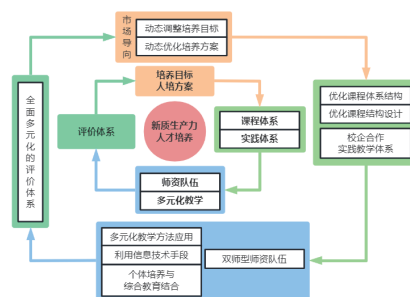 市场导向
动态调整培养目标
动态优化培养方案
培养目标
人培方案
全面多元化的评价体系
评价体系
新质生产力
人才培养
课程体系
实践体系
优化课程体系结构
优化课程结构设计
校企合作
实践教学体系
师资队伍
多元化教学
多元化教学方法应用
利用信息技术手段
个体培养与
综合教育结合
双师型师资队伍